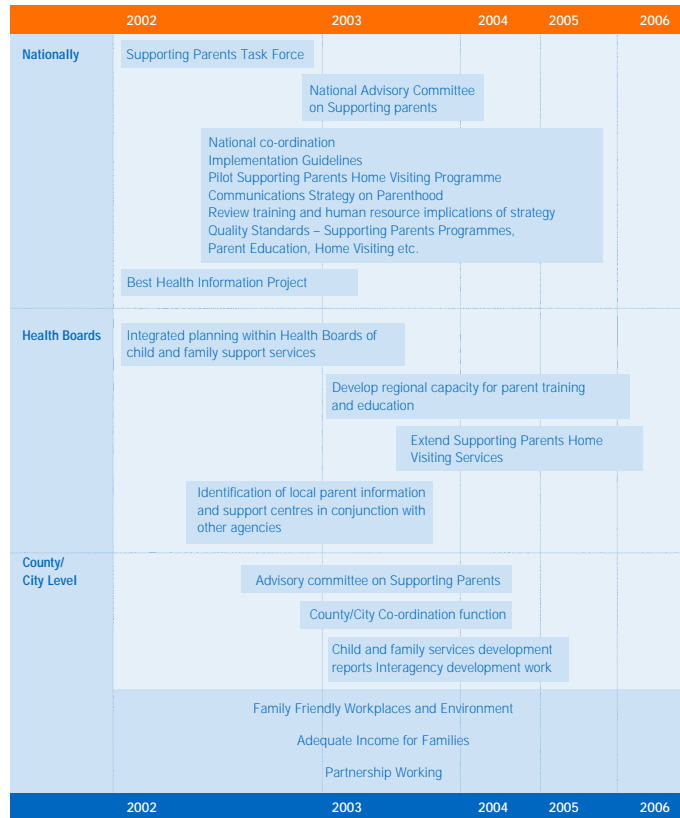 2002 2003 2004 2005 2006
Nationally
Supporting Parents Task Force
National Advisory Committee
on Supporting parents
National co-ordination
Implementation Guidelines
Pilot Supporting Parents Home Visiting Programme
Communications Strategy on Parenthood
Review training and human resource implications of strategy
Quality Standards – Supporting Parents Programmes,
Parent Education, Home Visiting etc.
Best Health Information Project
Health Boards
Integrated planning within Health Boards of
child and family support services
Develop regional capacity for parent training
and education
Extend Supporting Parents Home
Visiting Services
Identification of local parent information
and support centres in conjunction with
other agencies
County/
City Level
Advisory committee on Supporting Parents
County/City Co-ordination function
Child and family services development
reports Interagency development work
Family Friendly Workplaces and Environment
Adequate Income for Families
Partnership Working
2002 2003 2004 2005 2006